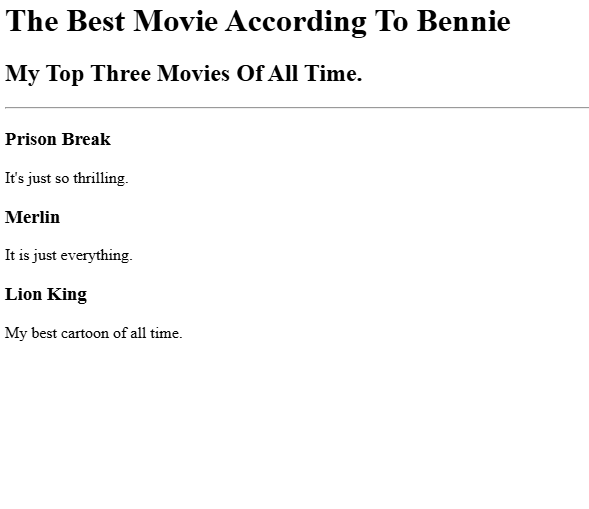 The Best Movie According To Bennie
My Top Three Movies Of All Time.
Prison Break
It's just so thrilling.
Merlin
It is just everything.
Lion King
My best cartoon of all time.